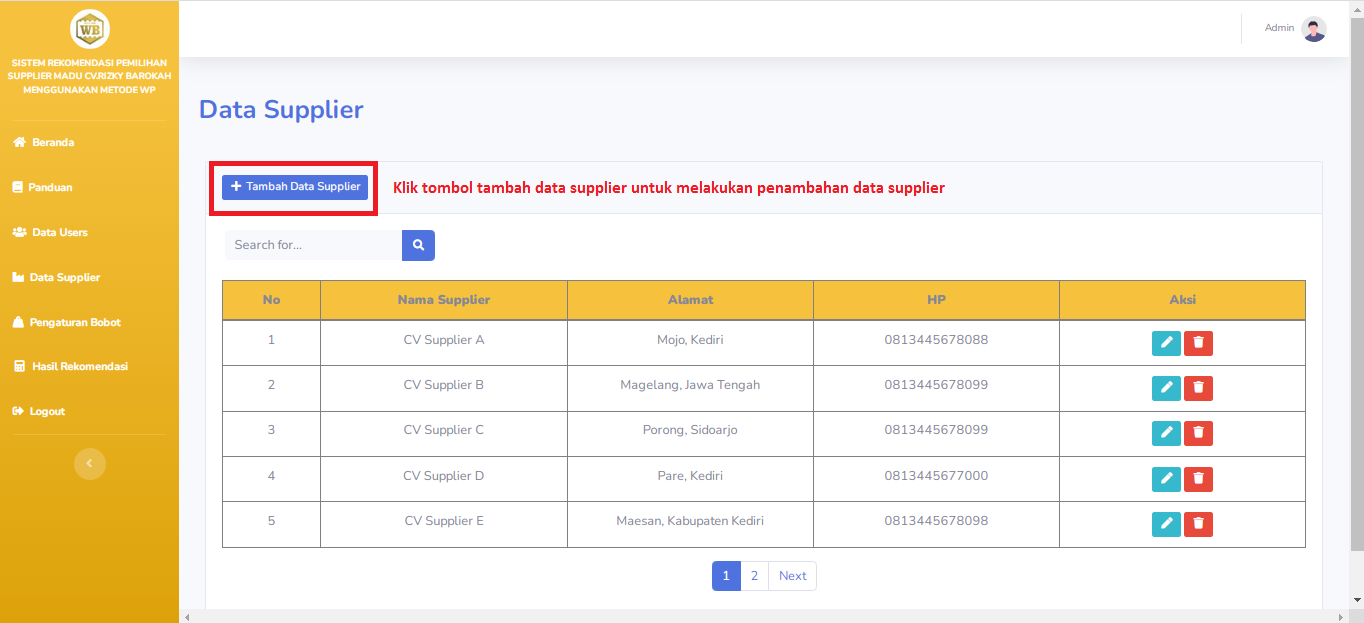 WB
SISTEM REKOMENDASI PEMILIHAN
SUPPLIER MADU CV.RIZKY BAROKAH
MENGGUNAKAN METODE WP
Beranda
Panduan
Data Users
Data Supplier
Pengaturan Bobot
Hasil Rekomendasi
Logout
Admin
Data Supplier
+ Tambah Data Supplier
Klik tombol tambah data supplier untuk melakukan penambahan data supplier
Search for...
No Nama Supplier Alamat HP Aksi
1 CV Supplier A Mojo, Kediri 0813445678088
2 CV Supplier B Magelang, Jawa Tengah 0813445678099
3 CV Supplier C Porong, Sidoarjo 0813445678099
4 CV Supplier D Pare, Kediri 0813445677000
5 CV Supplier E Maesan, Kabupaten Kediri 0813445678098
1 2 Next